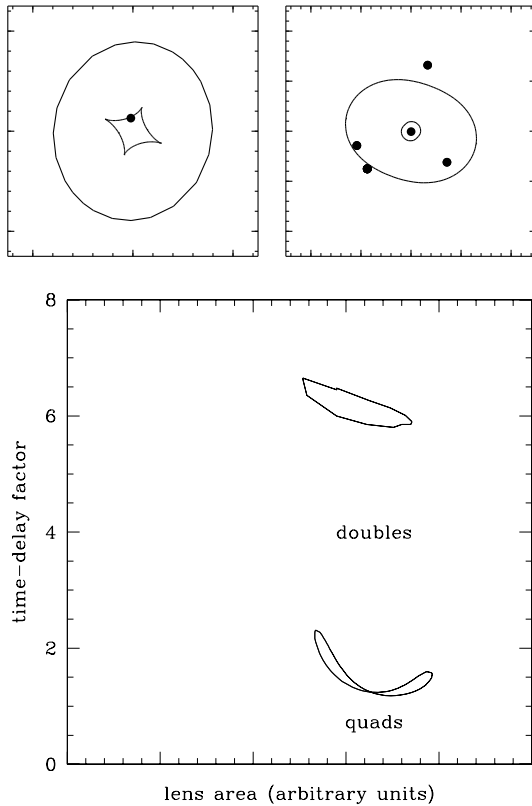 8
6
time-delay factor
4
doubles
2
quads
0
lens area (arbitrary units)